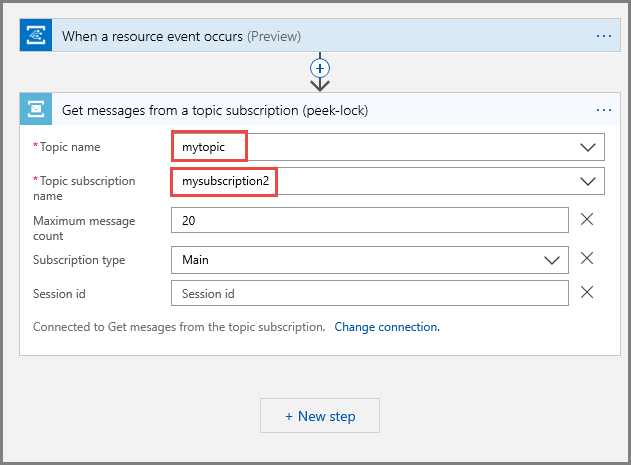 When a resource event occurs (Preview)
Get messages from a topic subscription (peek-lock)
* Topic name
mytopic
* Topic subscription
name
mysubscription2
Maximum message
count
20
Subscription type
Main
Session id
Session id
Connected to Get mesages from the topic subscription. Change connection.
+ New step